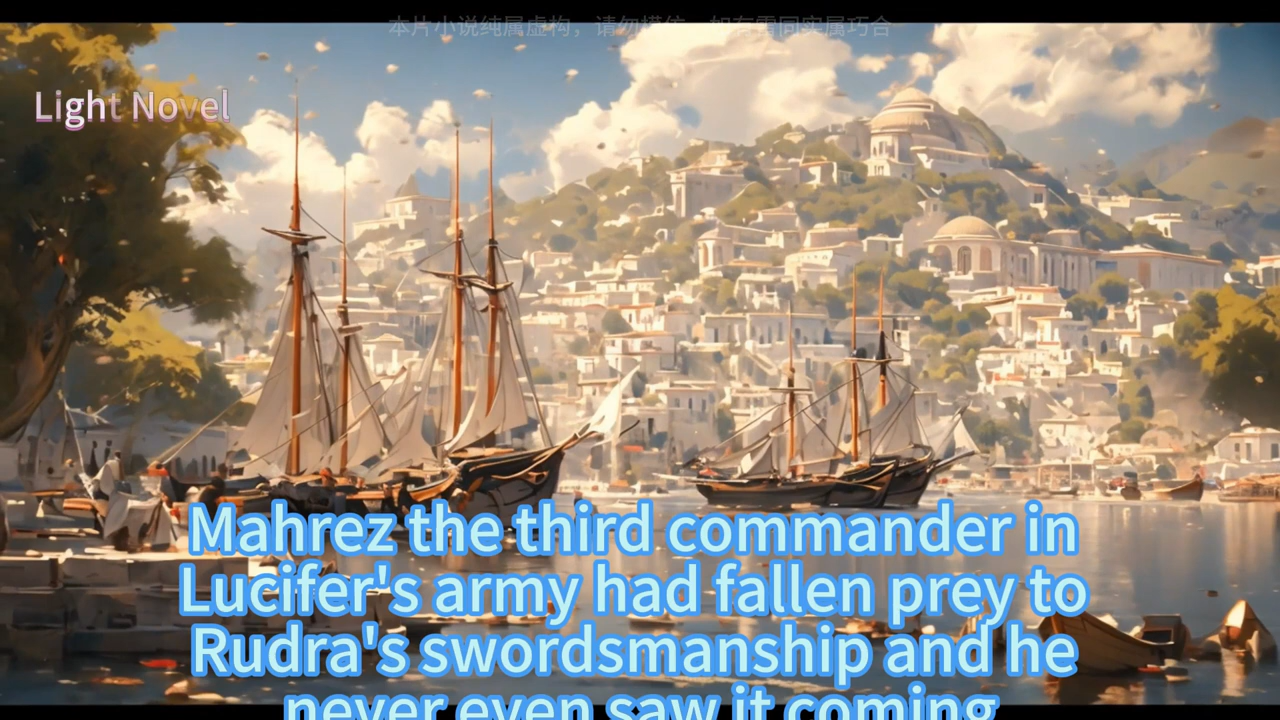 本片小说纯属虚构，请勿模仿，如有雷同实属巧合
Light Novel
Mahrez the third commander in
Lucifer's army had fallen prey to
Rudra's swordsmanship and he
never even saw it coming